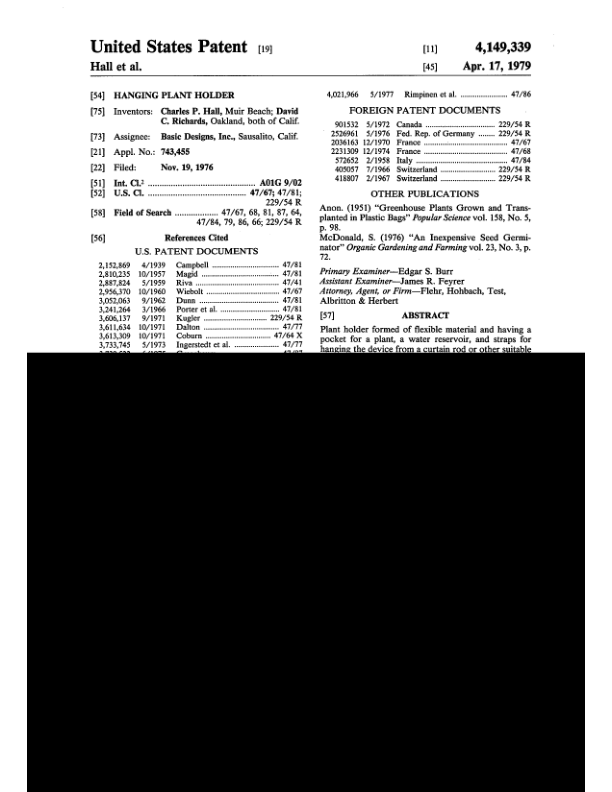 United States Patent [19]
[11] 4,149,339
Hall et al.
[45] Apr. 17, 1979
[54] HANGING PLANT HOLDER
[75] Inventors: Charles P. Hall, Muir Beach; David
C. Richards, Oakland, both of Calif.
[73] Assignee: Basic Designs, Inc., Sausalito, Calif.
[21] Appl. No.: 743,455
[22] Filed: Nov. 19, 1976
[51] Int. Cl.² ........ A01G 9/02
[52] U.S. Cl. ........ 47/67; 47/81;
229/54 R
[58] Field of Search ........ 47/67, 68, 81, 87, 64,
47/84, 79, 86, 66; 229/54 R
[56] References Cited
U.S. PATENT DOCUMENTS
2,152,869 4/1939 Campbell ........ 47/81
2,810,235 10/1957 Magid ........ 47/81
2,887,824 5/1959 Riva ........ 47/41
2,956,370 10/1960 Wiebolt ........ 47/67
3,052,063 9/1962 Dunn ........ 47/81
3,241,264 3/1966 Porter et al. ........ 47/81
3,606,137 9/1971 Kugler ........ 229/54 R
3,611,634 10/1971 Dalton ........ 47/77
3,613,309 10/1971 Coburn ........ 47/64 X
3,733,745 5/1973 Ingerstedt et al. ........ 47/77
4,021,966 5/1977 Rimpinen et al. ........ 47/86
FOREIGN PATENT DOCUMENTS
901532 5/1972 Canada ........ 229/54 R
2526961 5/1976 Fed. Rep. of Germany ........ 229/54 R
2036163 12/1970 France ........ 47/67
2231309 12/1974 France ........ 47/68
572652 2/1958 Italy ........ 47/84
405057 7/1966 Switzerland ........ 229/54 R
418807 2/1967 Switzerland ........ 229/54 R
OTHER PUBLICATIONS
Anon. (1951) "Greenhouse Plants Grown and Trans-
planted in Plastic Bags" Popular Science vol. 158, No. 5,
p. 98.
McDonald, S. (1976) "An Inexpensive Seed Germi-
nator" Organic Gardening and Farming vol. 23, No. 3, p.
72.
Primary Examiner—Edgar S. Burr
Assistant Examiner—James R. Feyrer
Attorney, Agent, or Firm—Flehr, Hohbach, Test,
Albritton & Herbert
[57] ABSTRACT
Plant holder formed of flexible material and having a
pocket for a plant, a water reservoir, and straps for
hanging the device from a curtain rod or other suitable